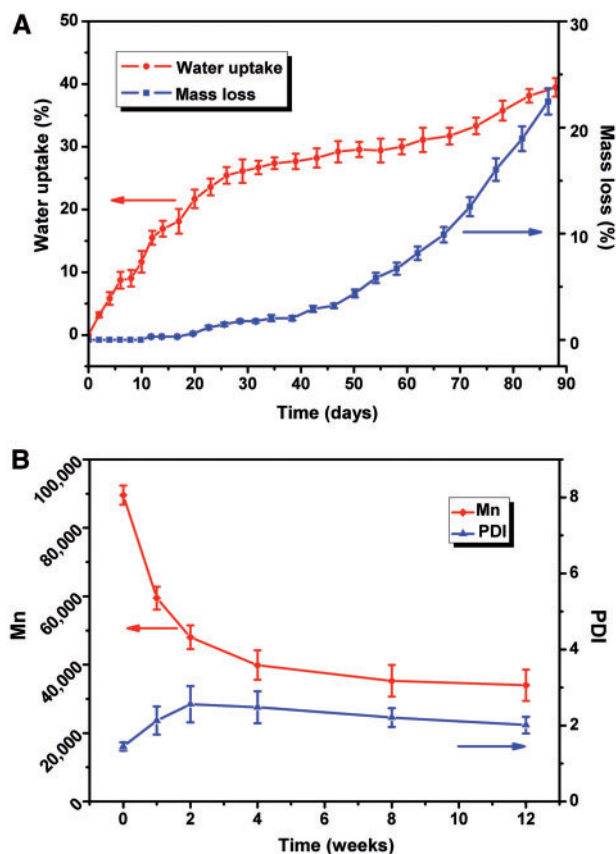 A
Water uptake
Mass loss
Water uptake (%)
50
40
30
20
10
0
30
20
10
0
Mass loss (%)
0 10 20 30 40 50 60 70 80 90
Time (days)
B
Mn
PDI
Mn
100,000
80,000
60,000
40,000
20,000
0
8
6
4
2
0
PDI
0 2 4 6 8 10 12
Time (weeks)